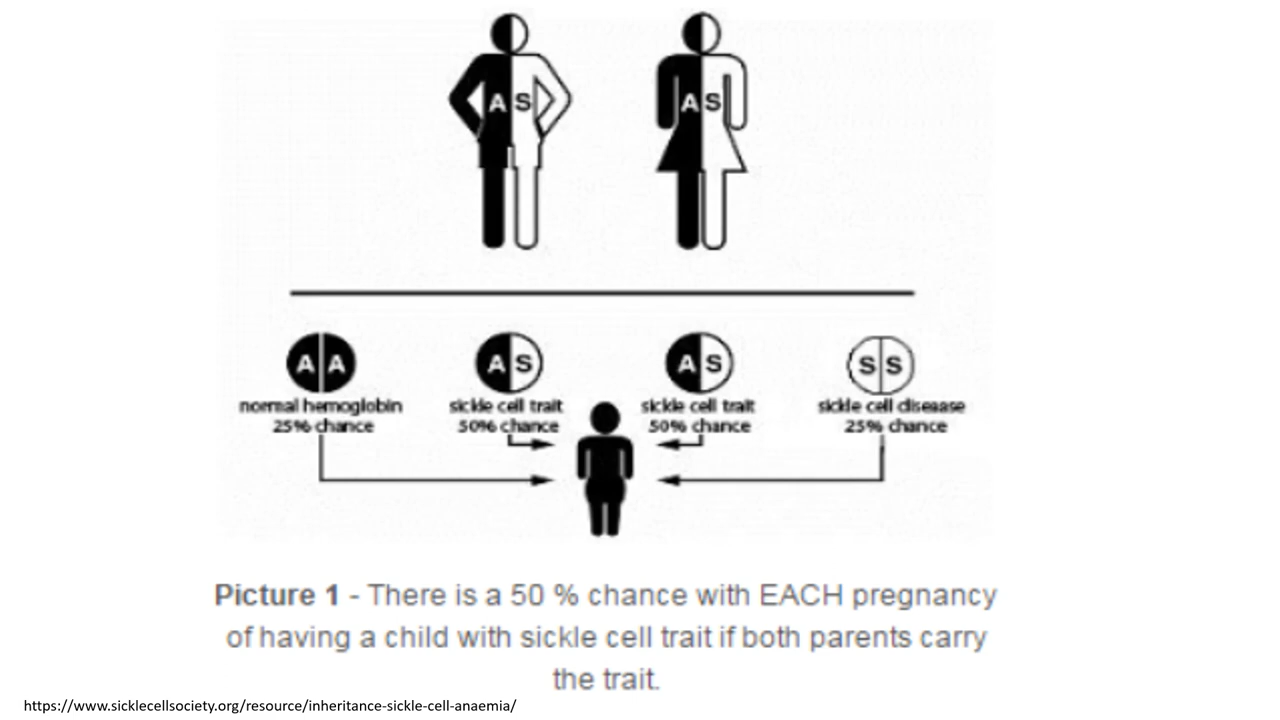 A S
A S
A A
A S
A S
S S
normal hemoglobin
25% chance
sickle cell trait
50% chance
sickle cell trait
50% chance
sickle cell disease
25% chance
Picture 1 - There is a 50 % chance with EACH pregnancy
of having a child with sickle cell trait if both parents carry
the trait.
https://www.sicklecellsociety.org/resource/inheritance-sickle-cell-anaemia/